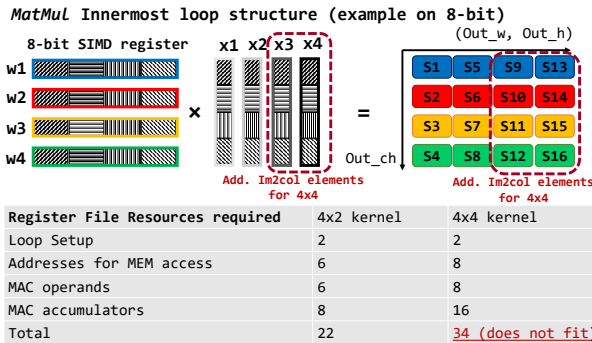 MatMul Innermost loop structure (example on 8-bit)
(Out_w, Out_h)
8-bit SIMD register x1 x2 x3 x4
w1
w2
w3
w4
×
=
S1 S5 S9 S13
S2 S6 S10 S14
S3 S7 S11 S15
S4 S8 S12 S16
Out_ch
Add. Im2col elements
for 4x4
Add. Im2col elements
for 4x4
Register File Resources required 4x2 kernel 4x4 kernel
Loop Setup 2 2
Addresses for MEM access 6 8
MAC operands 6 8
MAC accumulators 8 16
Total 22 34 (does not fit)